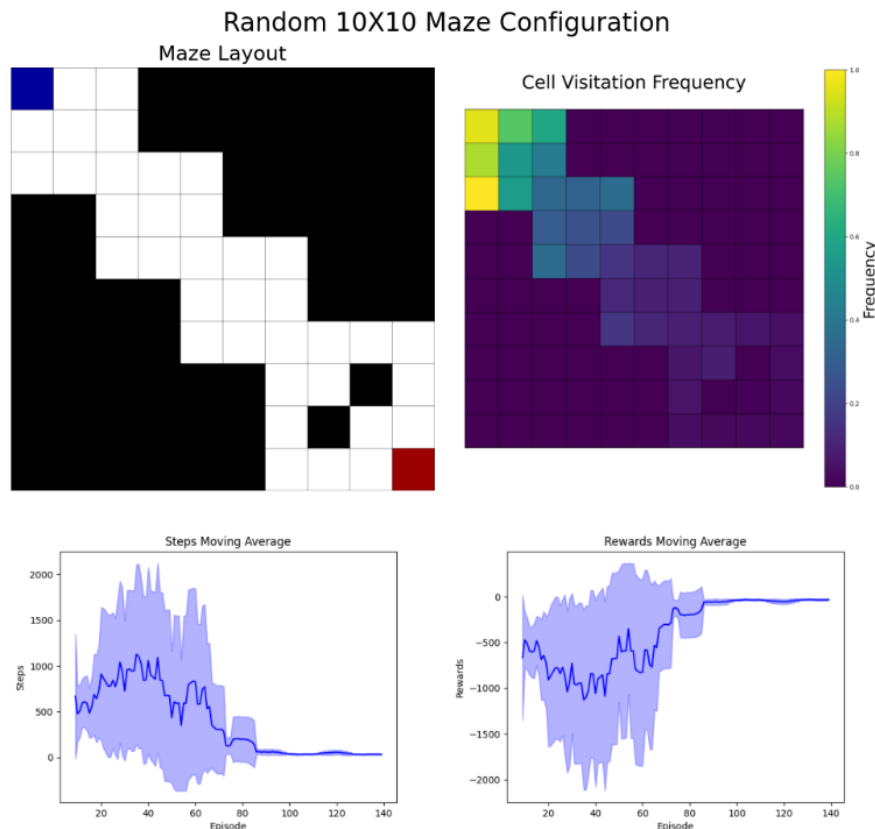 Random 10X10 Maze Configuration
Maze Layout
Cell Visitation Frequency
1.0
0.8
0.6
0.4
0.2
0.0
Frequency
Steps Moving Average
2000
1500
1000
500
0
Steps
20 40 60 80 100 120 140
Episode
Rewards Moving Average
0
−500
−1000
−1500
−2000
Rewards
20 40 60 80 100 120 140
Episode